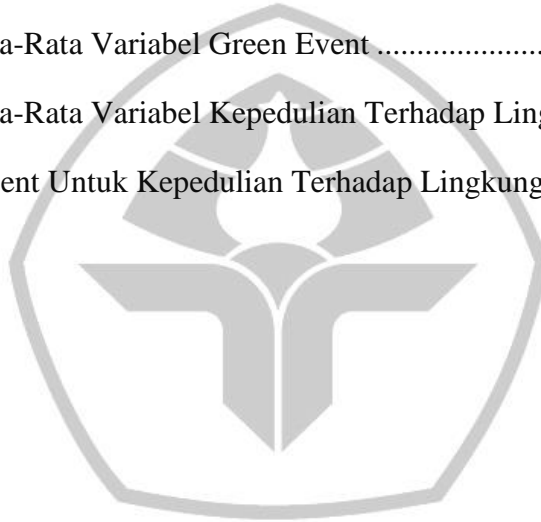 a-Rata Variabel Green Event .....................
a-Rata Variabel Kepedulian Terhadap Ling
ent Untuk Kepedulian Terhadap Lingkung